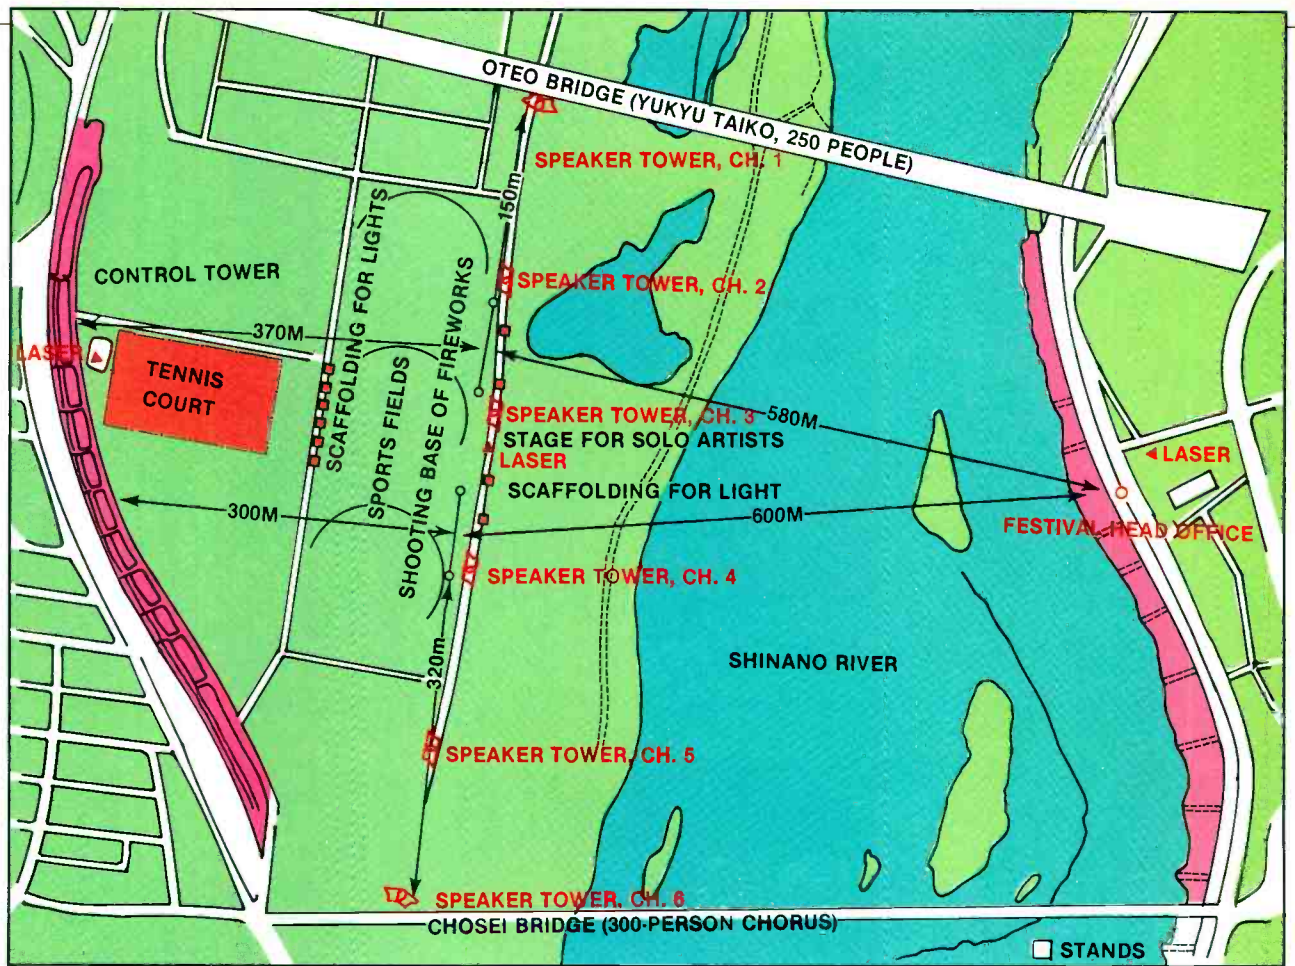 OTEO BRIDGE (YUKYU TAIKO, 250 PEOPLE)
SPEAKER TOWER, CH. 1
150m
SCAFFOLDING FOR LIGHTS
CONTROL TOWER
SPEAKER TOWER, CH. 2
370M
LASER
TENNIS
COURT
SPORTS FIELDS
SHOOTING BASE OF FIREWORKS
SPEAKER TOWER, CH. 3
580M
STAGE FOR SOLO ARTISTS
LASER
LASER
SCAFFOLDING FOR LIGHT
300M
600M
FESTIVAL HEAD OFFICE
SPEAKER TOWER, CH. 4
320m
SHINANO RIVER
SPEAKER TOWER, CH. 5
SPEAKER TOWER, CH. 6
CHOSEI BRIDGE (300-PERSON CHORUS)
STANDS